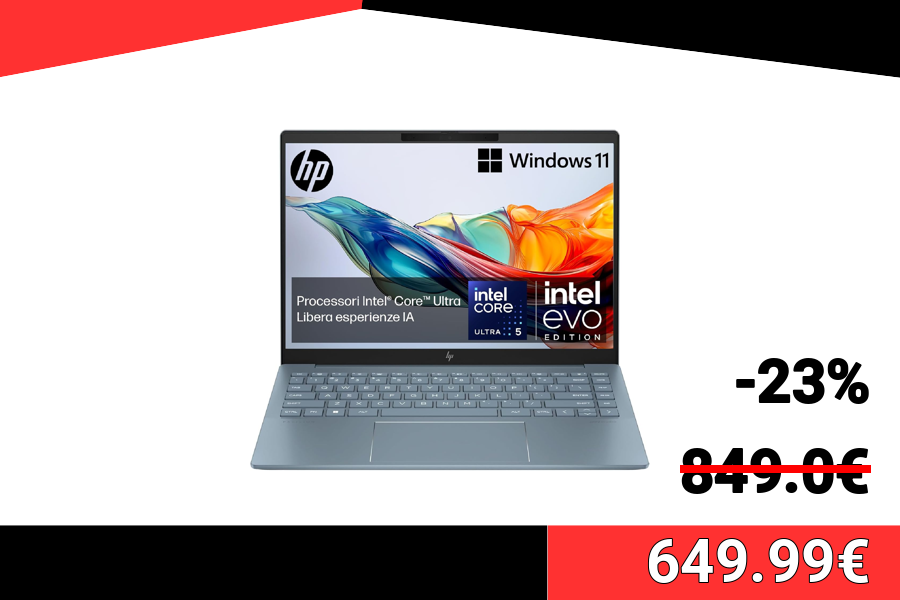 hp
Windows 11
Processori Intel® Core™ Ultra
Libera esperienze IA
intel
CORE
ULTRA 5
intel
evo
EDITION
hp
-23%
849.0€
649.99€